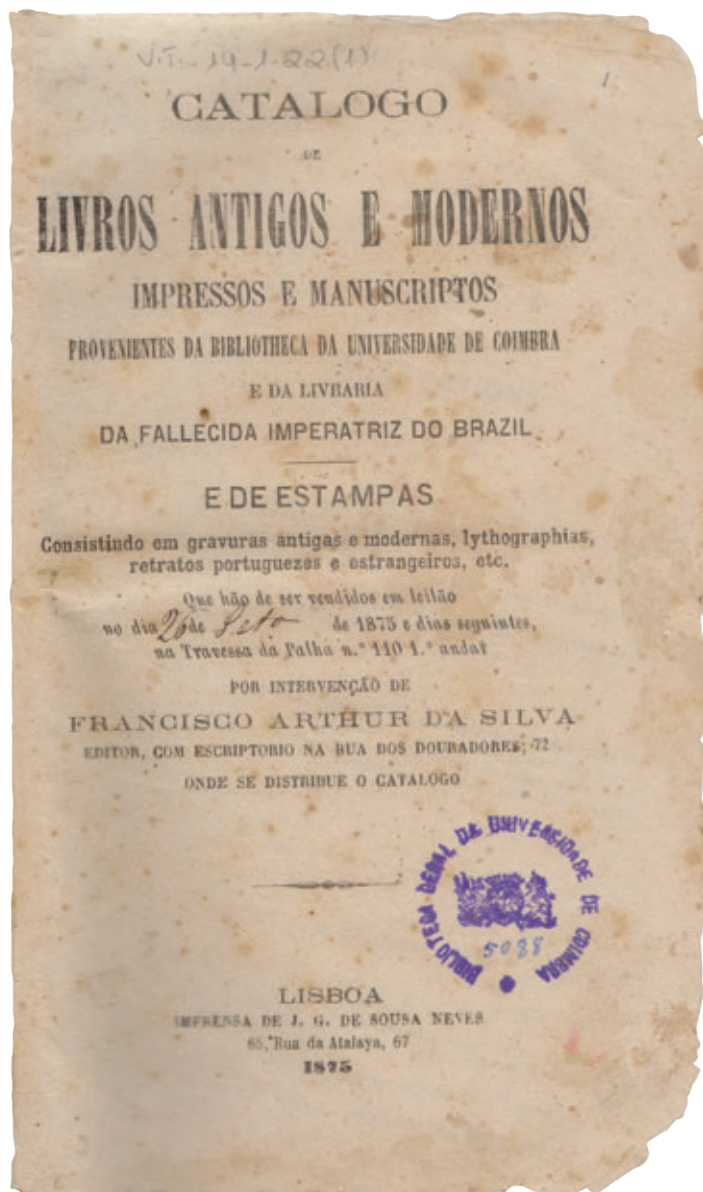 V.T.-19-1-22(1)
1
CATALOGO
DE
LIVROS ANTIGOS E MODERNOS
IMPRESSOS E MANUSCRIPTOS
PROVENIENTES DA BIBLIOTHECA DA UNIVERSIDADE DE COIMBRA
E DA LIVRARIA
DA FALLECIDA IMPERATRIZ DO BRAZIL
E DE ESTAMPAS
Consistindo em gravuras antigas e modernas, lythographias,
retratos portuguezes e estrangeiros, etc.
Que hão de ser vendidos em leilão
no dia 26 de Seto de 1875 e dias seguintes,
na Travessa da Palha n.º 110 1.º andar
POR INTERVENÇÃO DE
FRANCISCO ARTHUR DA SILVA
EDITOR, COM ESCRIPTORIO NA RUA DOS DOURADORES, 72
ONDE SE DISTRIBUE O CATALOGO
BIBLIOTECA GERAL DA UNIVERSIDADE DE COIMBRA
5088
LISBOA
IMPRENSA DE J. G. DE SOUSA NEVES
65, Rua da Atalaya, 67
1875